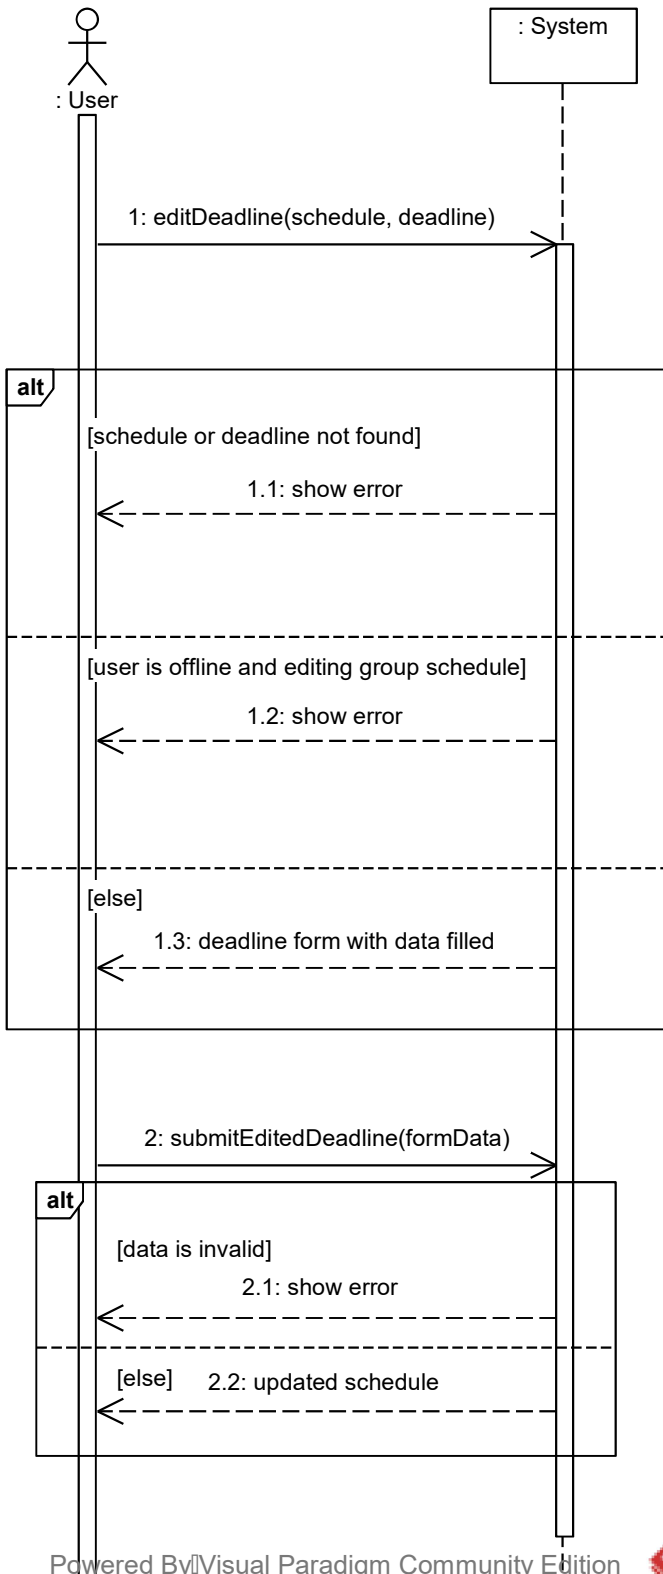 : System
: User
1: editDeadline(schedule, deadline)
alt
[schedule or deadline not found]
1.1: show error
[user is offline and editing group schedule]
1.2: show error
[else]
1.3: deadline form with data filled
2: submitEditedDeadline(formData)
alt
[data is invalid]
2.1: show error
[else] 2.2: updated schedule
Powered By Visual Paradigm Community Edition